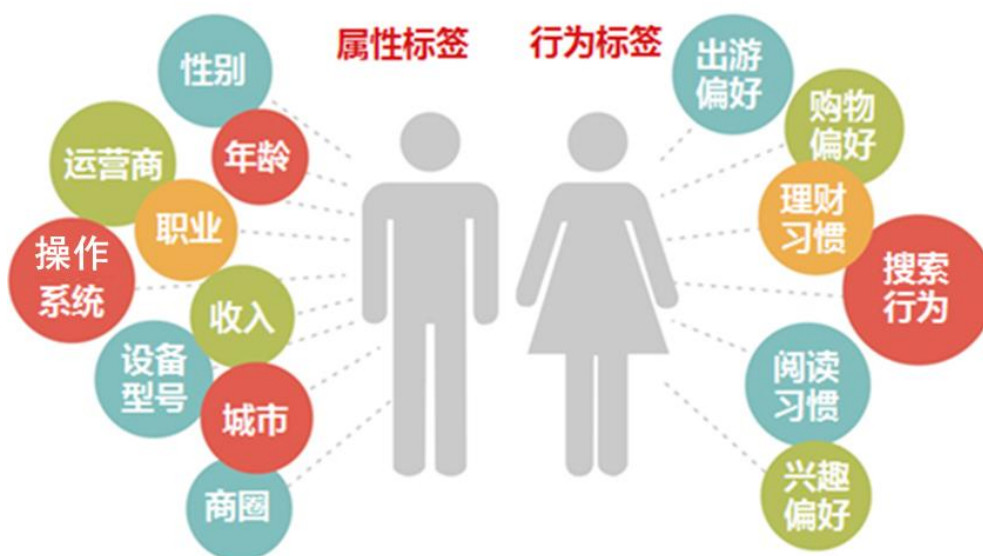 属性标签
性别
年龄
运营商
职业
操作
系统
收入
设备
型号
城市
商圈
行为标签
出游
偏好
购物
偏好
理财
习惯
搜索
行为
阅读
习惯
兴趣
偏好